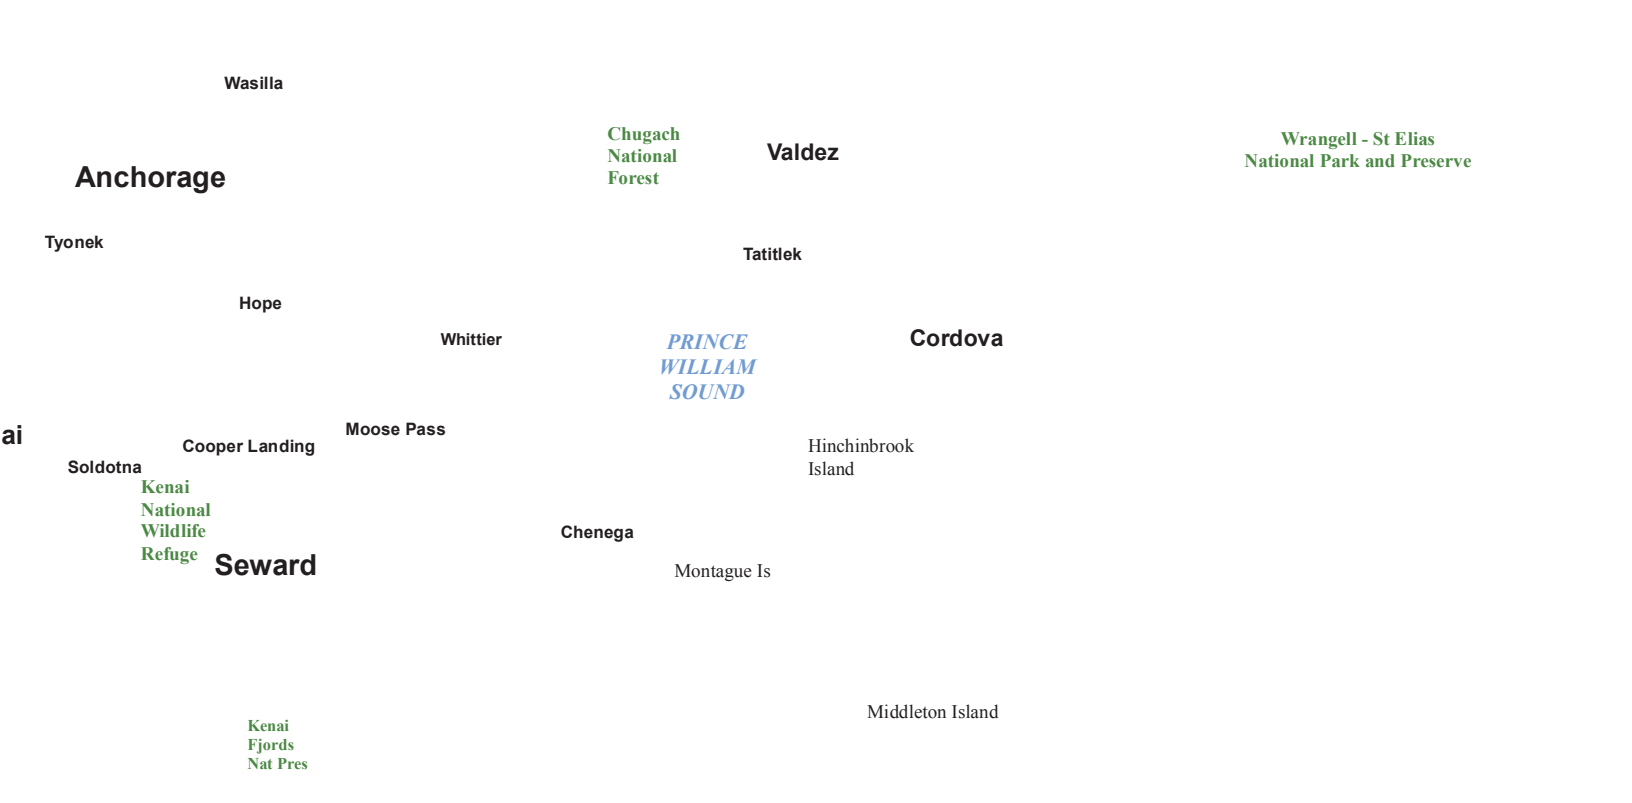 Wasilla
Chugach
National
Forest
Valdez
Wrangell - St Elias
National Park and Preserve
Anchorage
Tyonek
Tatitlek
Hope
Whittier
PRINCE
WILLIAM
SOUND
Cordova
ai
Moose Pass
Cooper Landing
Soldotna
Hinchinbrook
Island
Kenai
National
Wildlife
Refuge
Seward
Chenega
Montague Is
Middleton Island
Kenai
Fjords
Nat Pres